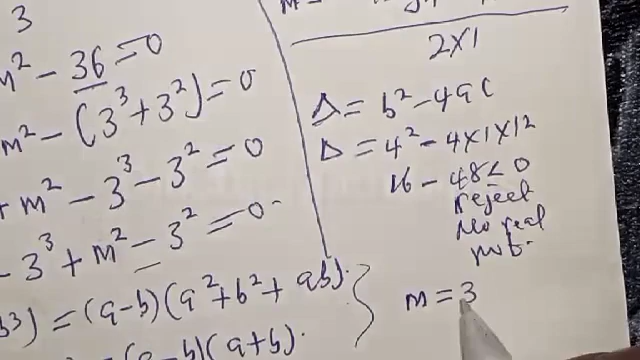 3
m² - 36 = 0
m² - (3³ + 3²) = 0
+ m² - 3³ - 3² = 0
- 3³ + m² - 3² = 0
b³) = (a-b)(a² + b² + ab).
(a-b)(a+b).
m =
2×1
Δ = b² - 4ac
Δ = 4² - 4×1×12
16 - 48 < 0
reject
No real
m = 3